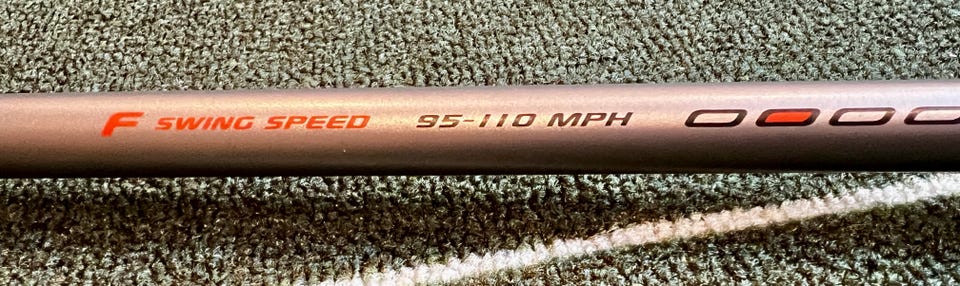 F SWING SPEED 95-110 MPH